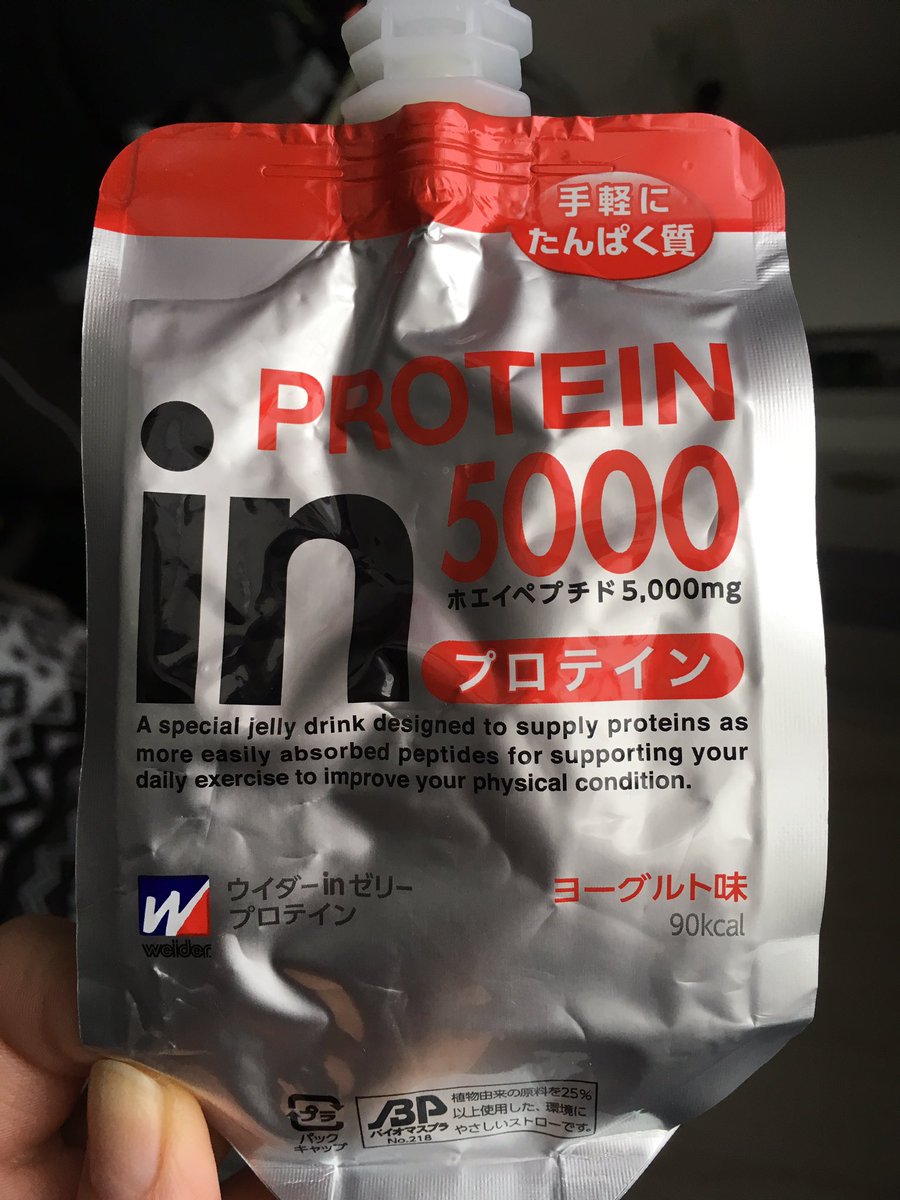 手軽に
たんぱく質
PROTEIN
in
5000
ホエイペプチド5,000mg
プロテイン
A special jelly drink designed to supply proteins as
more easily absorbed peptides for supporting your
daily exercise to improve your physical condition.
W
weider
ウイダーinゼリー
プロテイン
ヨーグルト味
90kcal
プラ
パック
キャップ
BP
バイオマスプラ
No.218
植物由来の原料を25%
以上使用した、環境に
やさしいストローです。